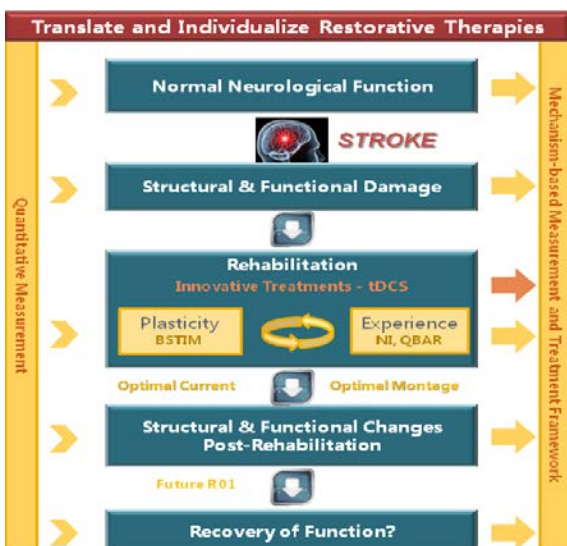 Translate and Individualize Restorative Therapies
Quantitative Measurement
Normal Neurological Function
STROKE
Structural & Functional Damage
Rehabilitation
Innovative Treatments - tDCS
Plasticity
BSTIM
Experience
NI, QBAR
Optimal Current
Optimal Montage
Structural & Functional Changes
Post-Rehabilitation
Future R01
Recovery of Function?
Mechanism-based Measurement and Treatment Framework